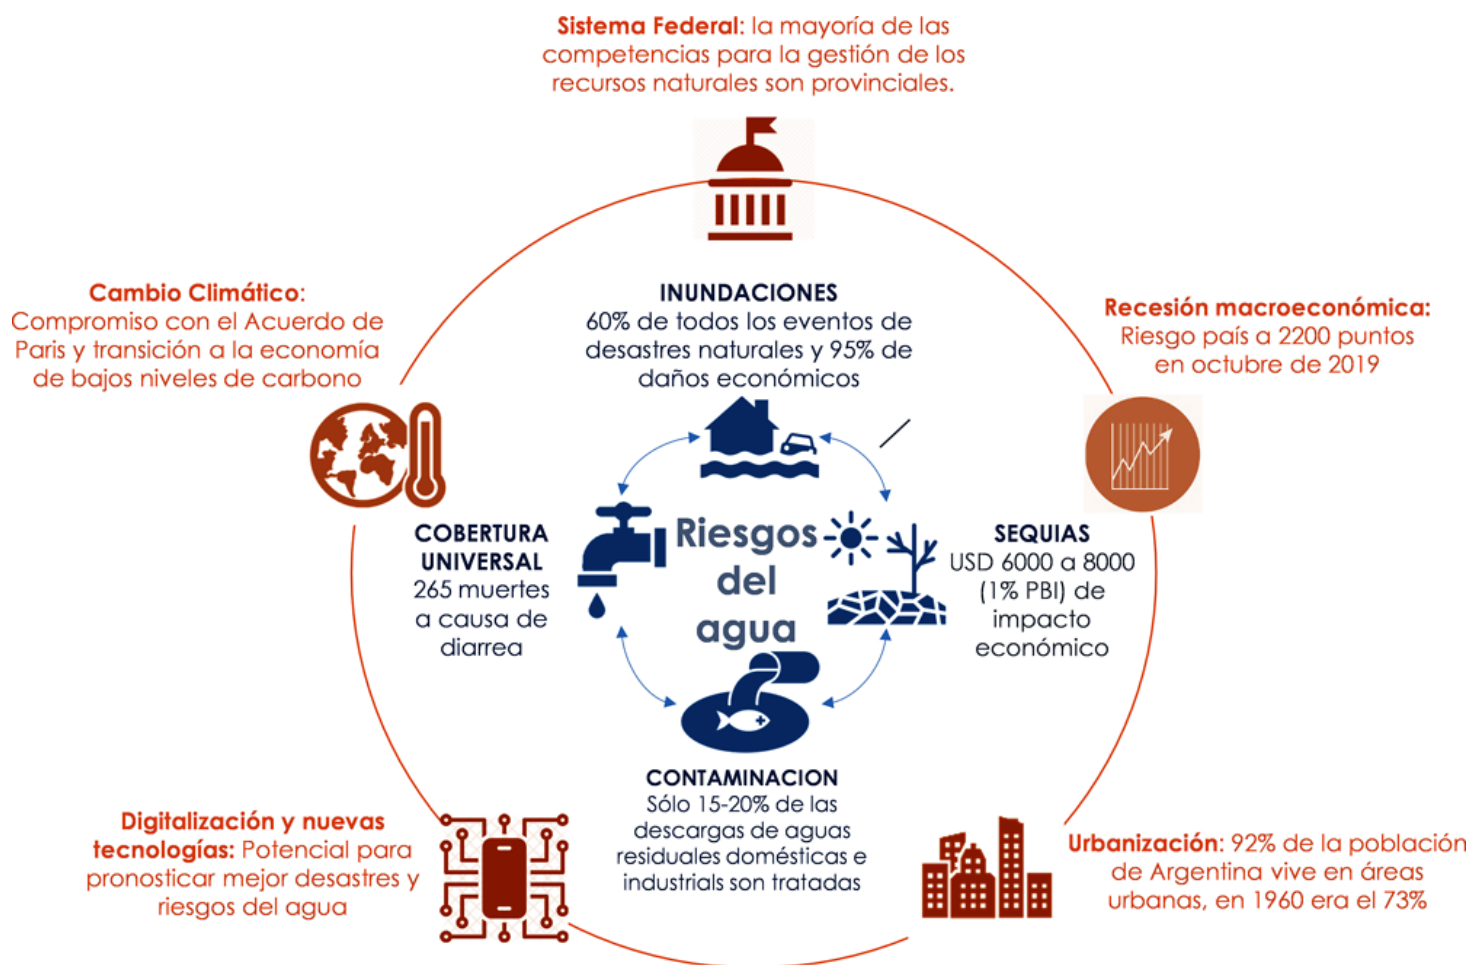 Sistema Federal: la mayoría de las
competencias para la gestión de los
recursos naturales son provinciales.
Cambio Climático:
Compromiso con el Acuerdo de
Paris y transición a la economía
de bajos niveles de carbono
INUNDACIONES
60% de todos los eventos de
desastres naturales y 95% de
daños económicos
Recesión macroeconómica:
Riesgo país a 2200 puntos
en octubre de 2019
COBERTURA
UNIVERSAL
265 muertes
a causa de
diarrea
Riesgos
del
agua
SEQUIAS
USD 6000 a 8000
(1% PBI) de
impacto
económico
CONTAMINACION
Sólo 15-20% de las
descargas de aguas
residuales domésticas e
industrials son tratadas
Digitalización y nuevas
tecnologías: Potencial para
pronosticar mejor desastres y
riesgos del agua
Urbanización: 92% de la población
de Argentina vive en áreas
urbanas, en 1960 era el 73%